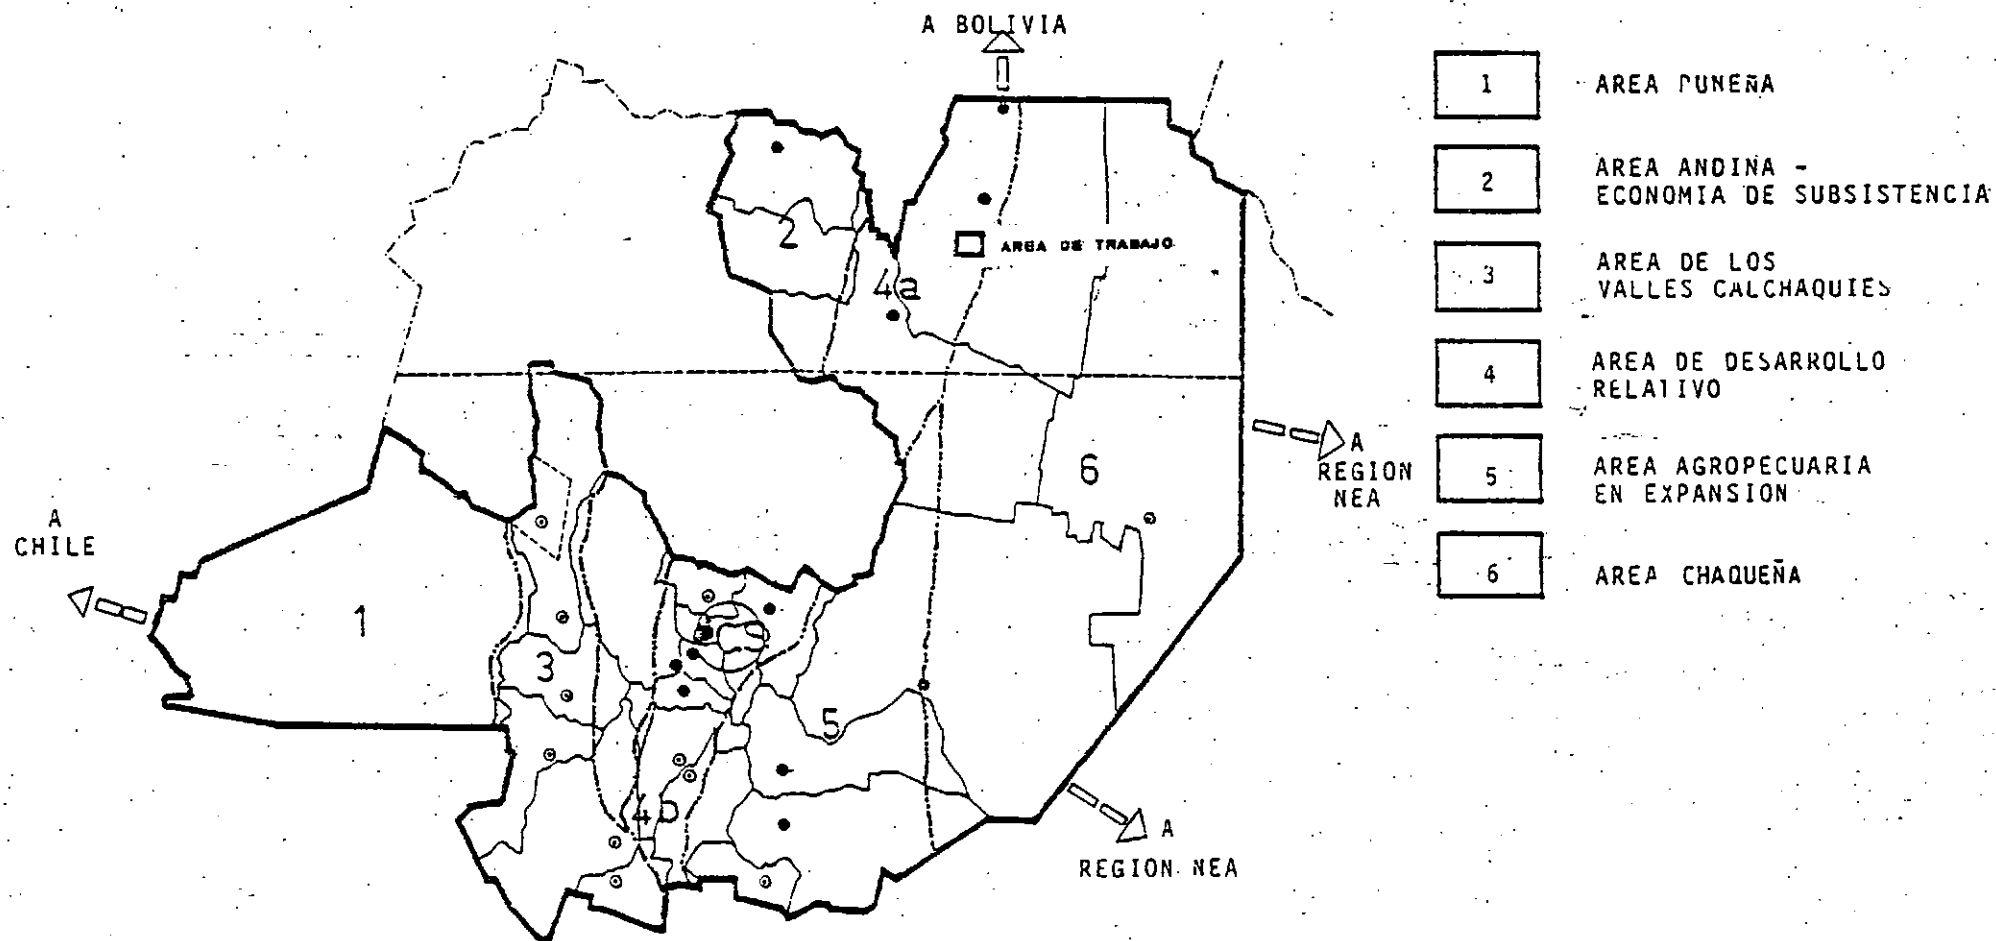 A BOLIVIA
1
AREA PUNEÑA
2
AREA ANDINA -
ECONOMIA DE SUBSISTENCIA
3
AREA DE LOS
VALLES CALCHAQUIES
4
AREA DE DESARROLLO
RELATIVO
5
AREA AGROPECUARIA
EN EXPANSION
6
AREA CHAQUEÑA
2
AREA DE TRABAJO
4a
A
REGION
NEA
6
A
CHILE
1
3
5
4b
A
REGION NEA